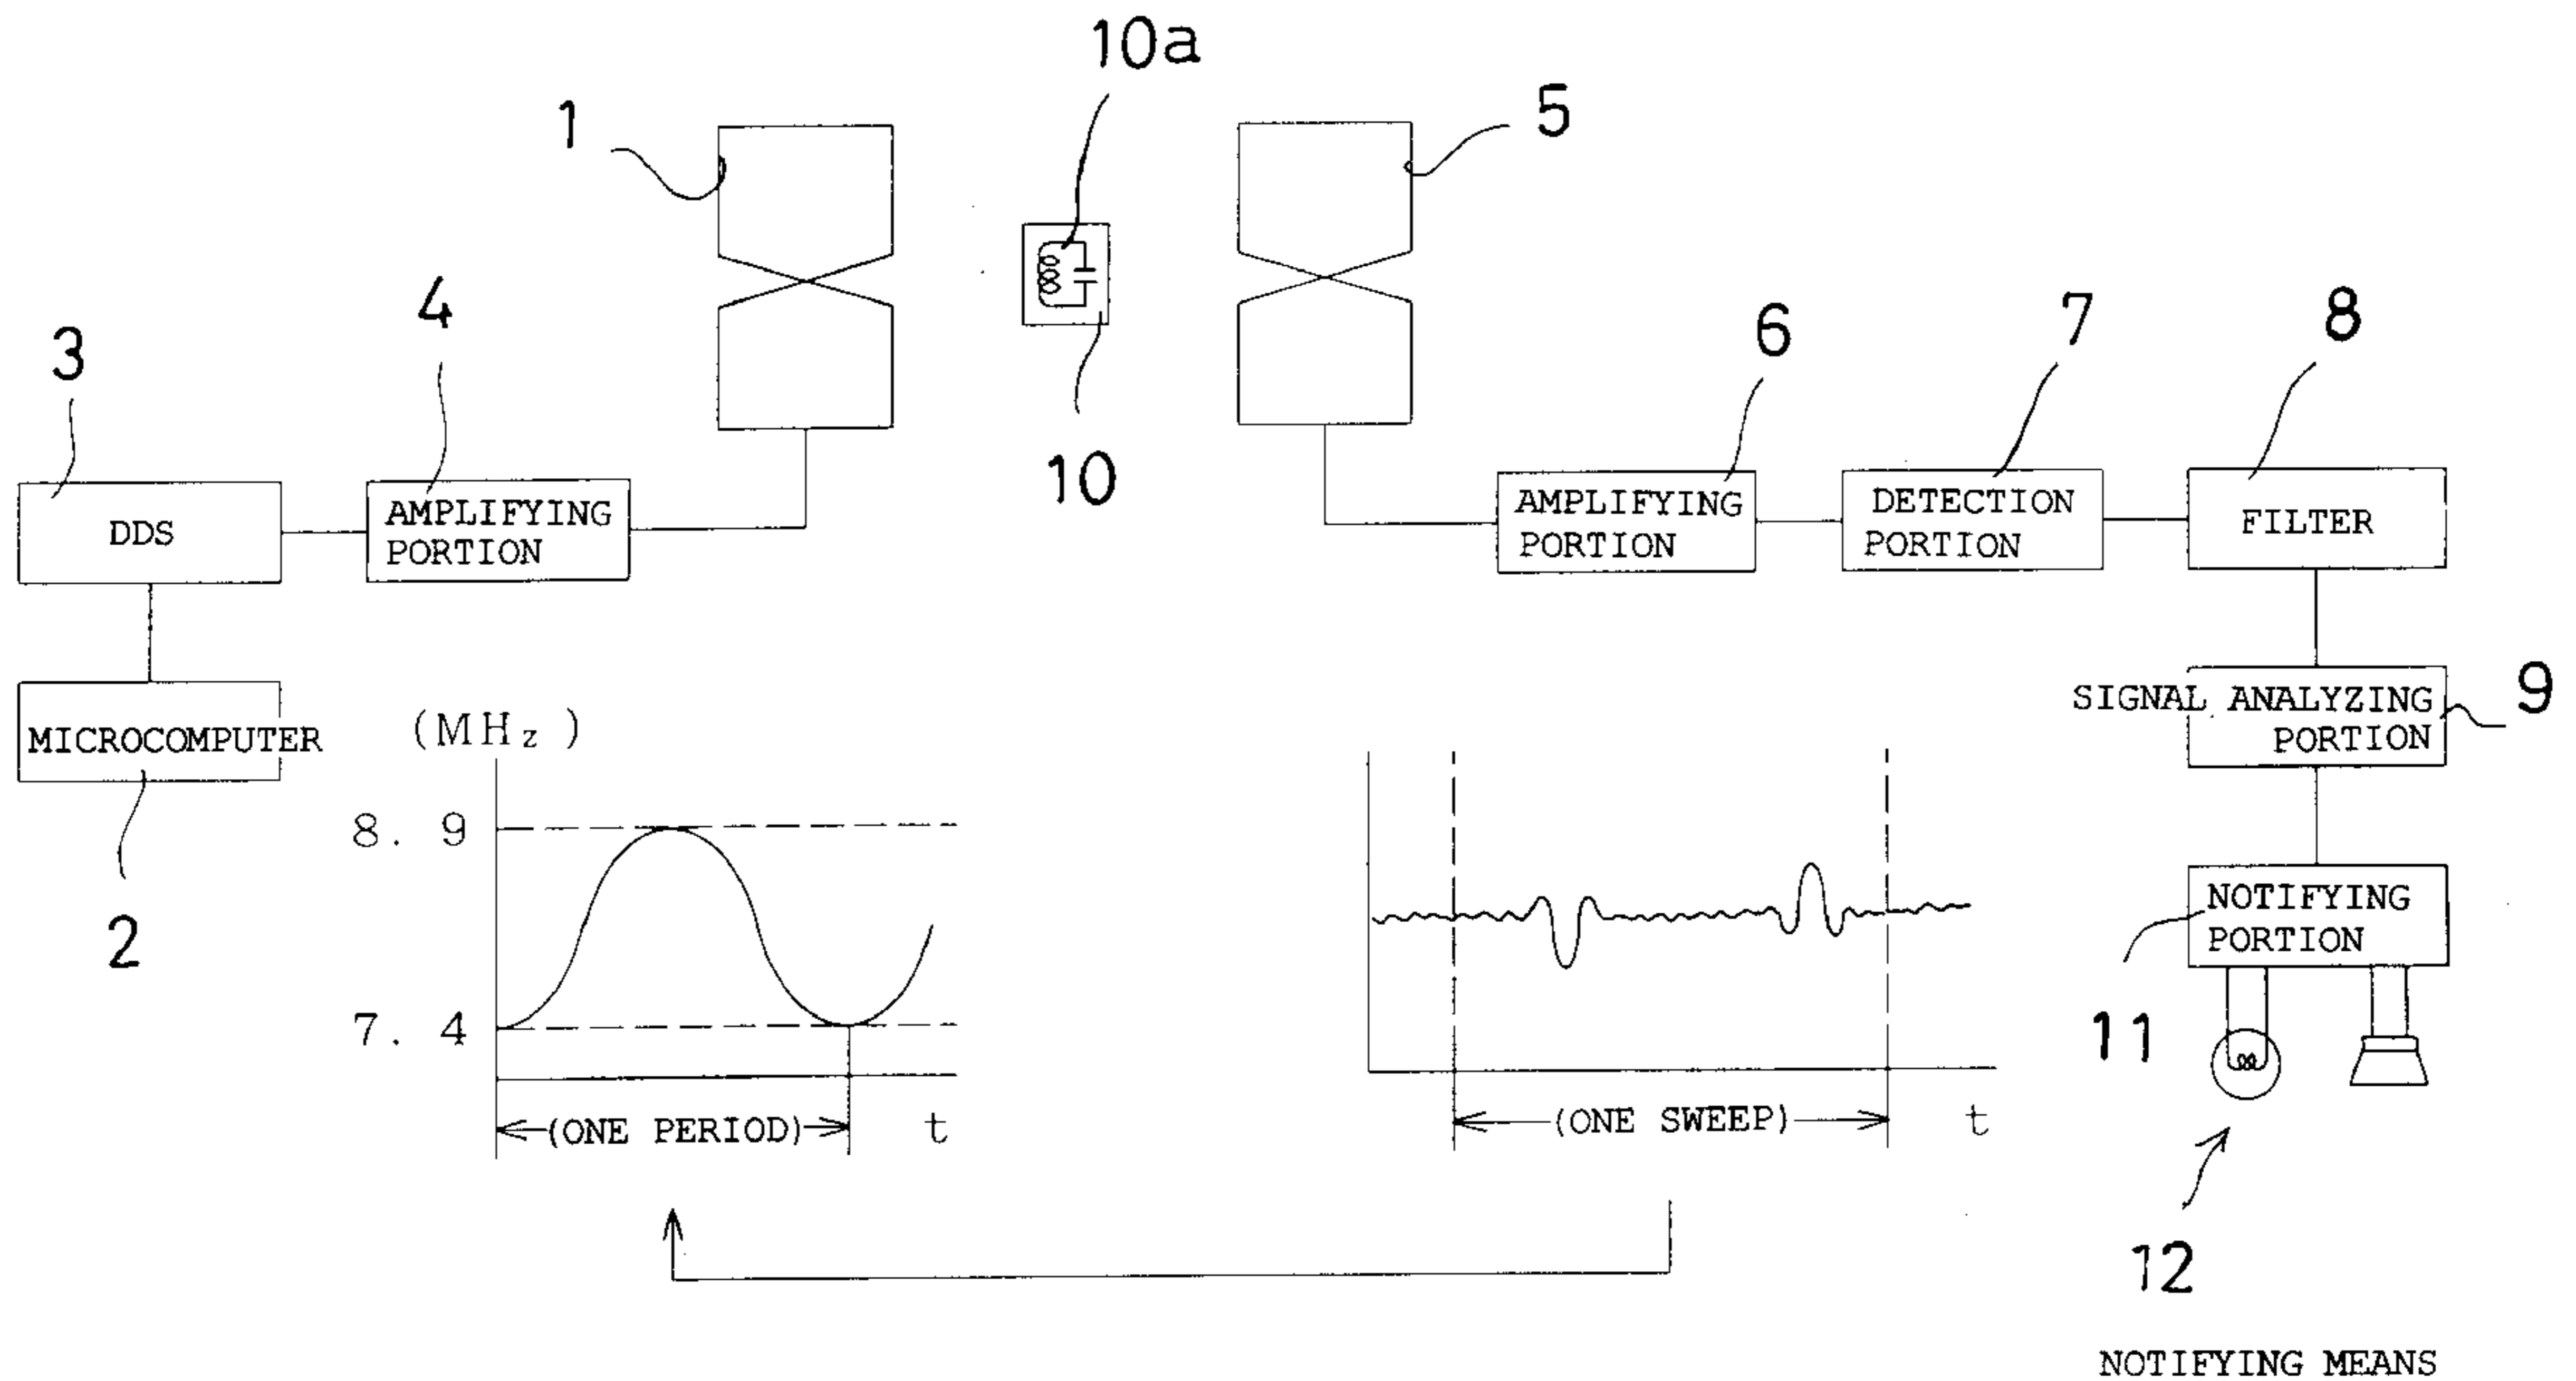 10a
1
5
4
3
6
7
8
10
DDS
AMPLIFYING
PORTION
AMPLIFYING
PORTION
DETECTION
PORTION
FILTER
MICROCOMPUTER
2
SIGNAL ANALYZING
PORTION
9
(MHz)
8. 9
7. 4
(ONE PERIOD)
t
(ONE SWEEP)
t
NOTIFYING
PORTION
11
12
NOTIFYING MEANS